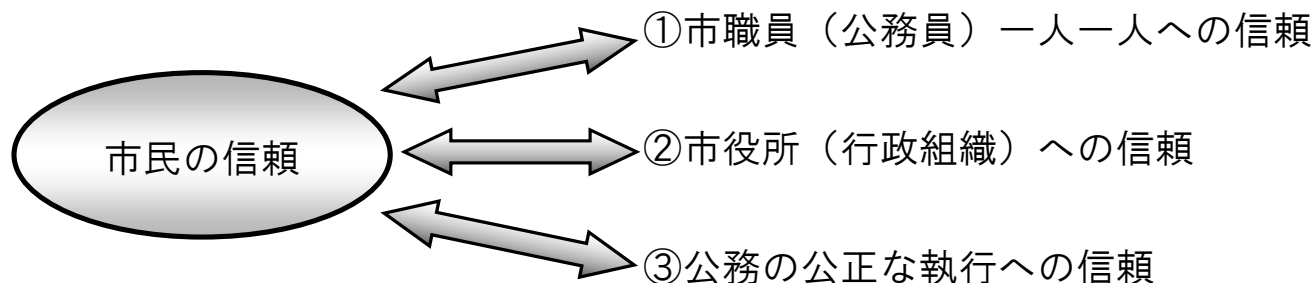 ①市職員（公務員）一人一人への信頼
市民の信頼
②市役所（行政組織）への信頼
③公務の公正な執行への信頼